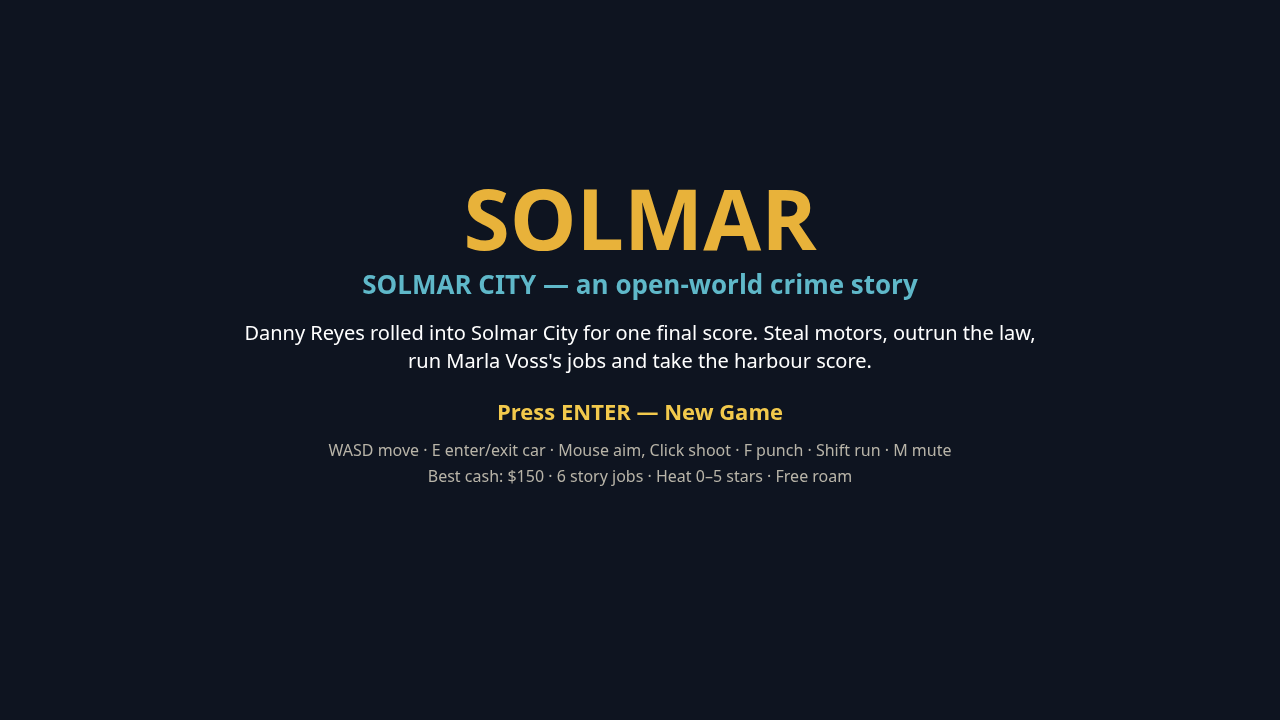 SOLMAR
SOLMAR CITY — an open-world crime story
Danny Reyes rolled into Solmar City for one final score. Steal motors, outrun the law,
run Marla Voss's jobs and take the harbour score.
Press ENTER — New Game
WASD move · E enter/exit car · Mouse aim, Click shoot · F punch · Shift run · M mute
Best cash: $150 · 6 story jobs · Heat 0–5 stars · Free roam